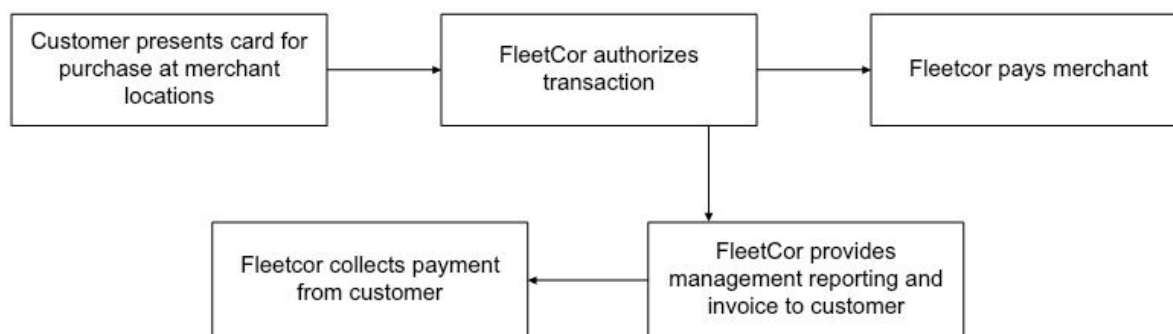 Customer presents card for
purchase at merchant
locations
FleetCor authorizes
transaction
Fleetcor pays merchant
Fleetcor collects payment
from customer
FleetCor provides
management reporting and
invoice to customer